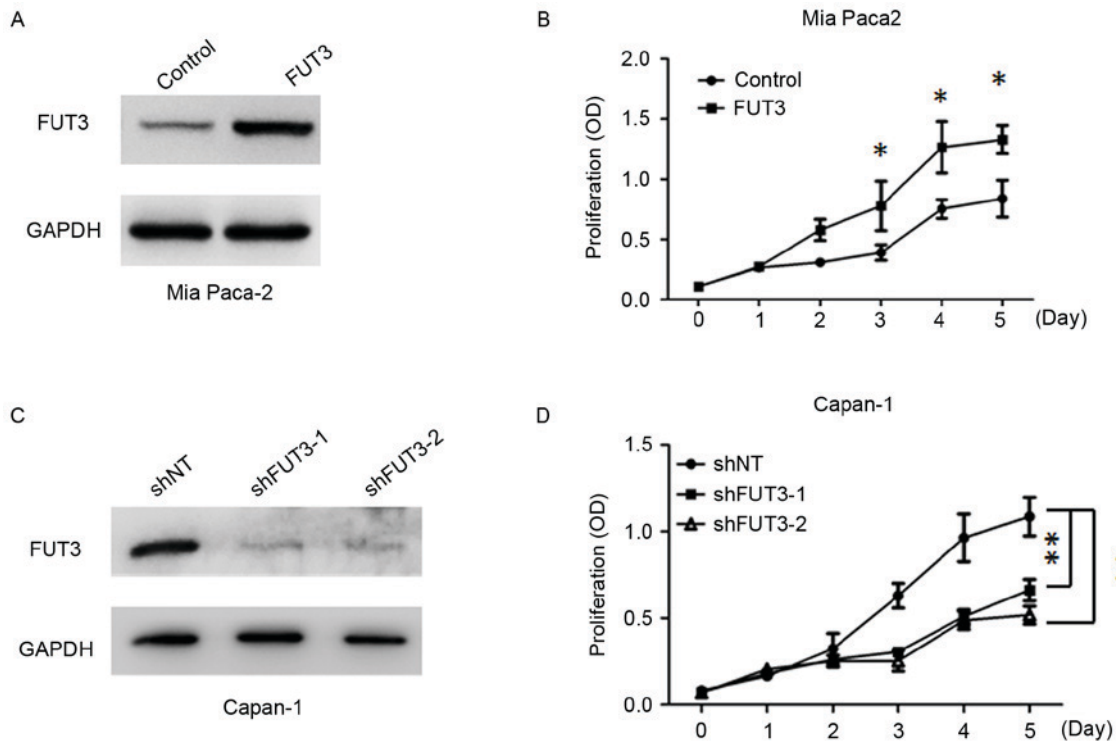 A
Control
FUT3
FUT3
GAPDH
Mia Paca-2
B
Mia Paca2
Proliferation (OD)
2.0
1.5
1.0
0.5
0.0
Control
FUT3
*
*
*
0
1
2
3
4
5
(Day)
C
shNT
shFUT3-1
shFUT3-2
FUT3
GAPDH
Capan-1
D
Capan-1
Proliferation (OD)
1.5
1.0
0.5
0.0
shNT
shFUT3-1
shFUT3-2
**
0
1
2
3
4
5
(Day)